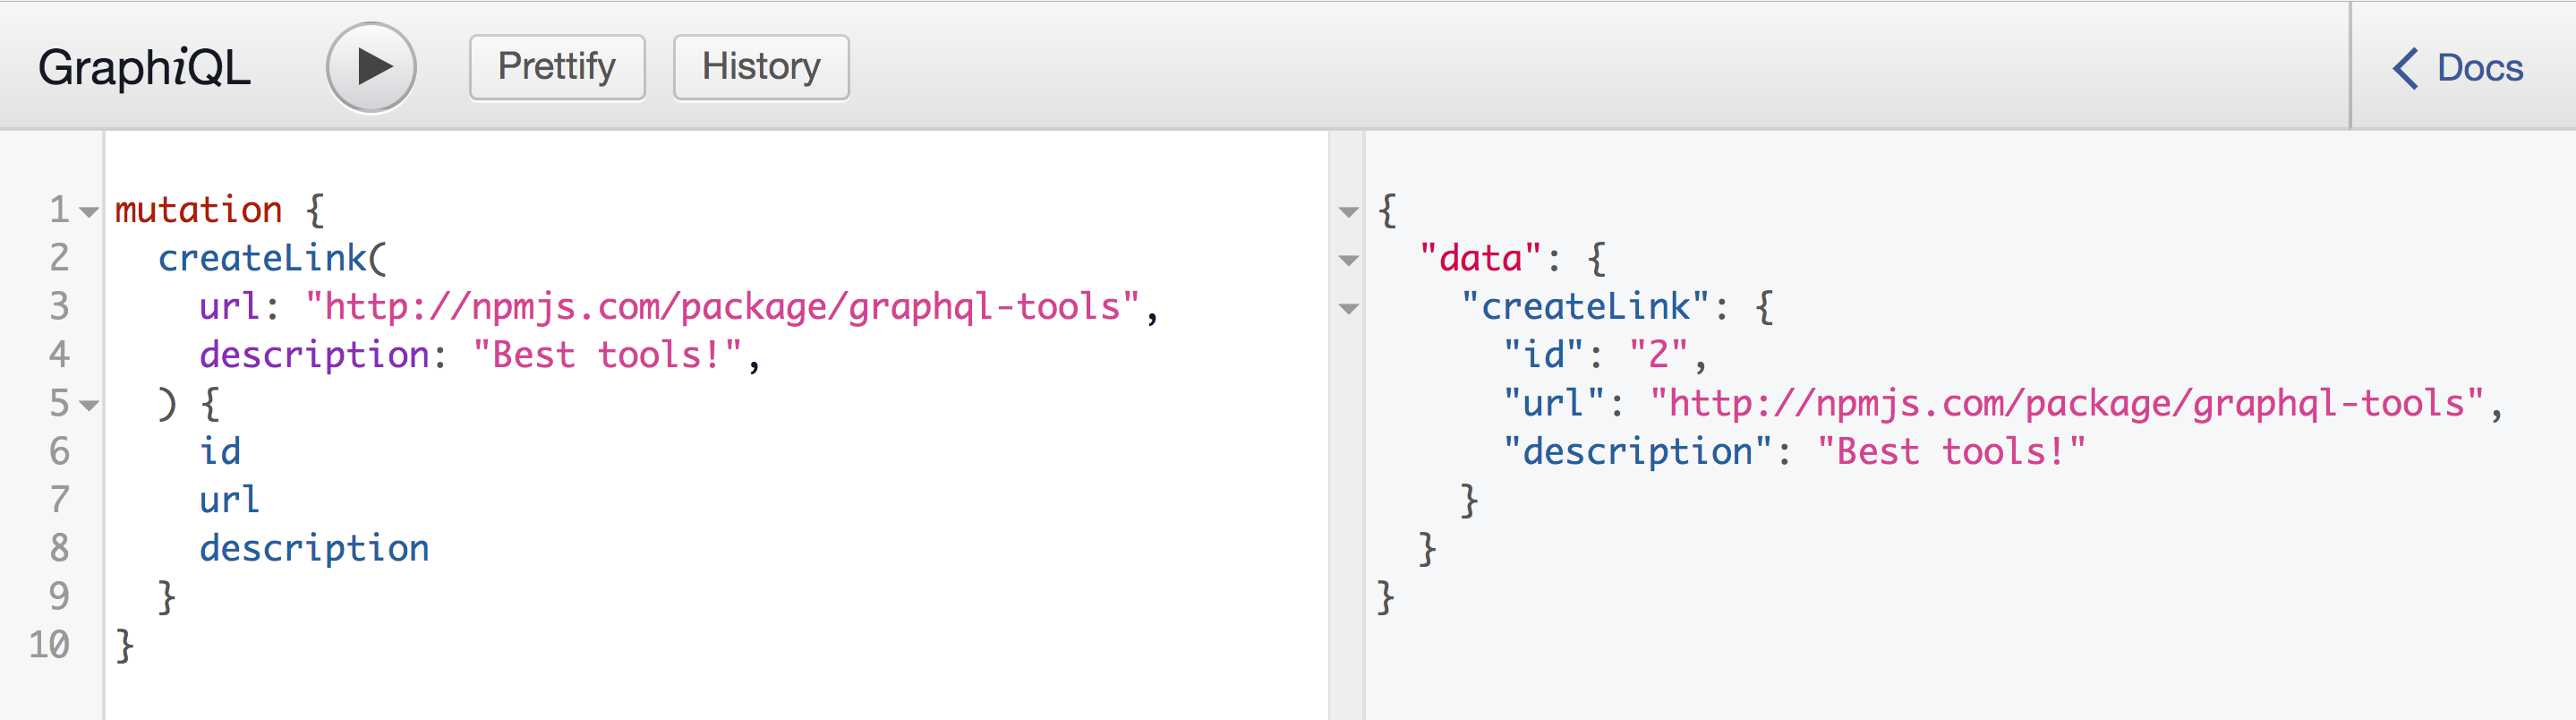 GraphiQL Prettify History Docs
1 mutation {
2   createLink(
3     url: "http://npmjs.com/package/graphql-tools",
4     description: "Best tools!",
5   ) {
6     id
7     url
8     description
9   }
10 }
{
  "data": {
    "createLink": {
      "id": "2",
      "url": "http://npmjs.com/package/graphql-tools",
      "description": "Best tools!"
    }
  }
}